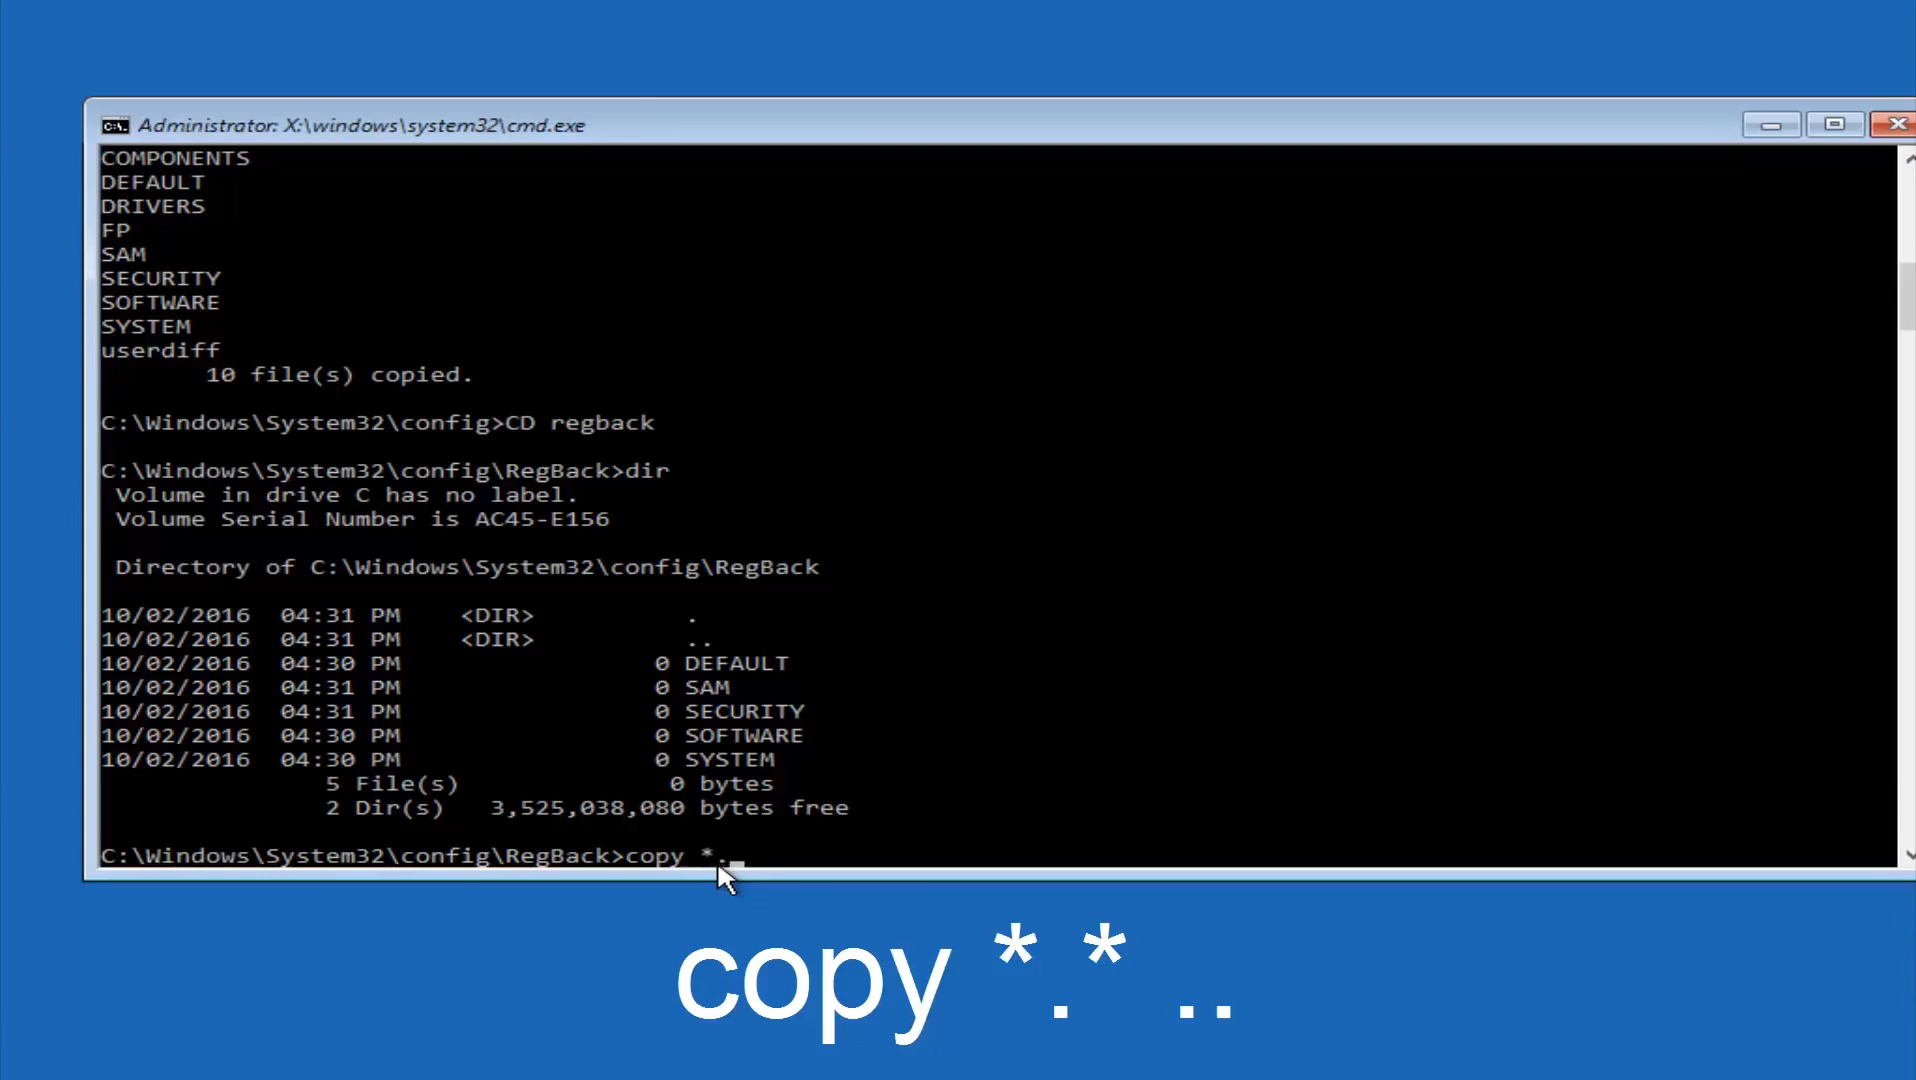 Administrator: X:\windows\system32\cmd.exe
COMPONENTS
DEFAULT
DRIVERS
FP
SAM
SECURITY
SOFTWARE
SYSTEM
userdiff
       10 file(s) copied.
C:\Windows\System32\config>CD regback
C:\Windows\System32\config\RegBack>dir
 Volume in drive C has no label.
 Volume Serial Number is AC45-E156
 Directory of C:\Windows\System32\config\RegBack
10/02/2016  04:31 PM    <DIR>          .
10/02/2016  04:31 PM    <DIR>          ..
10/02/2016  04:30 PM                 0 DEFAULT
10/02/2016  04:31 PM                 0 SAM
10/02/2016  04:31 PM                 0 SECURITY
10/02/2016  04:30 PM                 0 SOFTWARE
10/02/2016  04:30 PM                 0 SYSTEM
               5 File(s)              0 bytes
               2 Dir(s)   3,525,038,080 bytes free
C:\Windows\System32\config\RegBack>copy *.
copy *.* ..